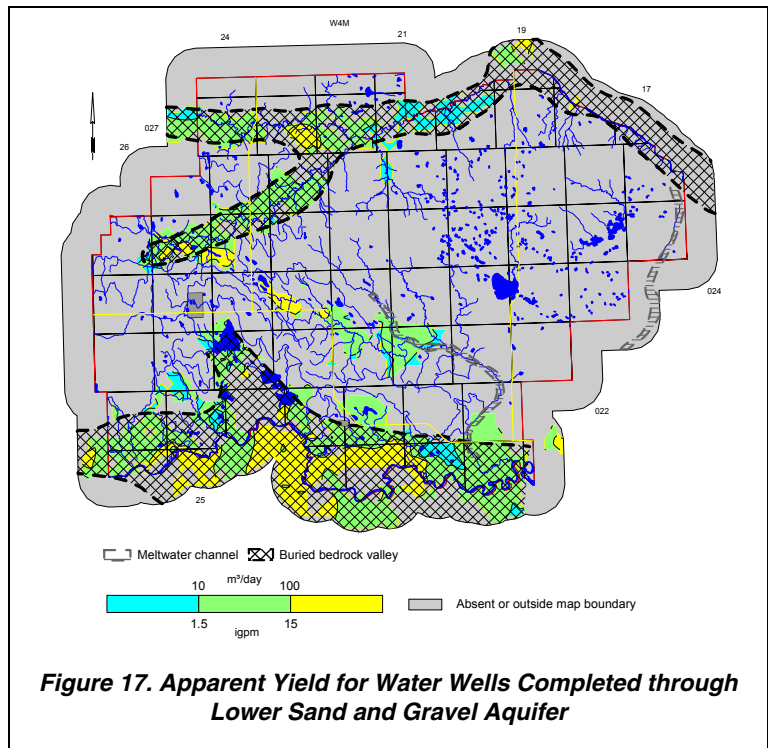 W4M
24
21
19
17
027
26
024
022
25
Meltwater channel
Buried bedrock valley
10 m³/day 100
1.5 igpm 15
Absent or outside map boundary
Figure 17. Apparent Yield for Water Wells Completed through
Lower Sand and Gravel Aquifer